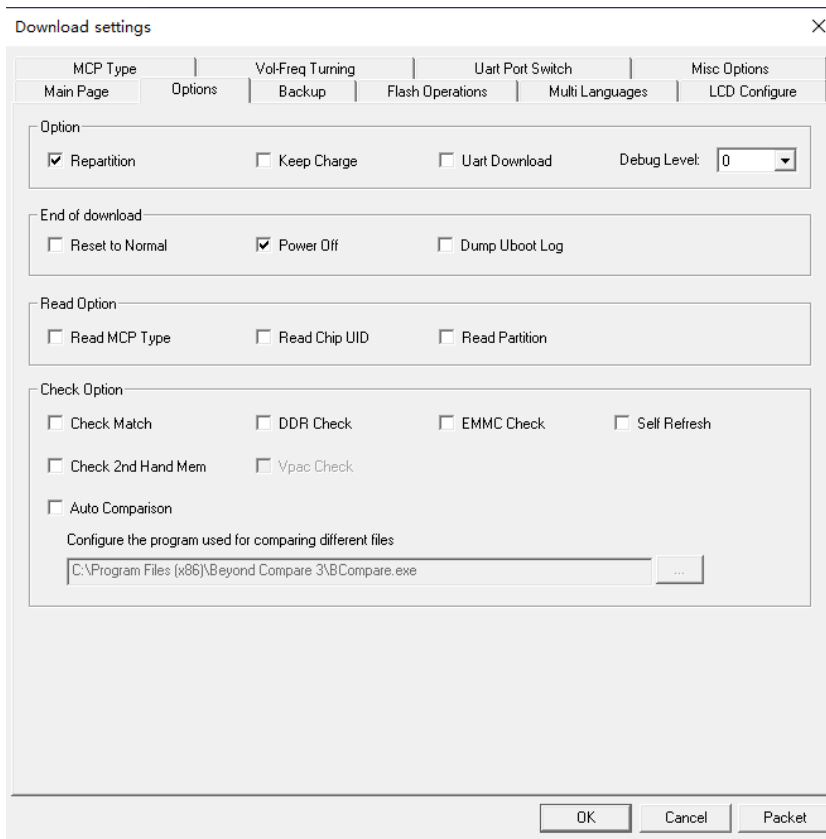 Download settings
MCP Type Vol-Freq Turning Uart Port Switch Misc Options
Main Page Options Backup Flash Operations Multi Languages LCD Configure
Option
Repartition Keep Charge Uart Download Debug Level: 0
End of download
Reset to Normal Power Off Dump Uboot Log
Read Option
Read MCP Type Read Chip UID Read Partition
Check Option
Check Match DDR Check EMMC Check Self Refresh
Check 2nd Hand Mem Vpac Check
Auto Comparison
Configure the program used for comparing different files
C:\Program Files (x86)\Beyond Compare 3\BCompare.exe ...
OK Cancel Packet